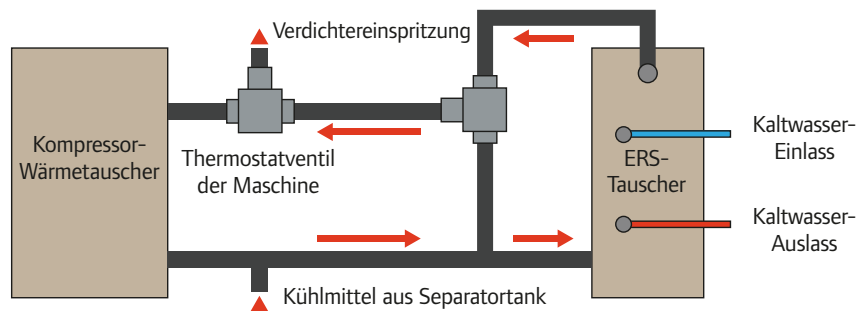 Verdichtereinspritzung
Kompressor-
Wärmetauscher
Thermostatventil
der Maschine
ERS-
Tauscher
Kaltwasser-
Einlass
Kaltwasser-
Auslass
Kühlmittel aus Separatortank